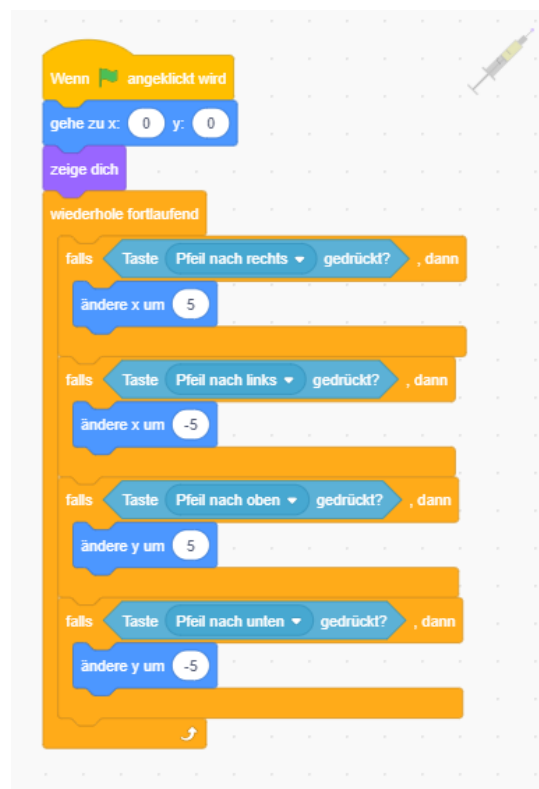 Wenn angeklickt wird
gehe zu x: 0 y: 0
zeige dich
wiederhole fortlaufend
falls Taste Pfeil nach rechts gedrückt? , dann
ändere x um 5
falls Taste Pfeil nach links gedrückt? , dann
ändere x um -5
falls Taste Pfeil nach oben gedrückt? , dann
ändere y um 5
falls Taste Pfeil nach unten gedrückt? , dann
ändere y um -5